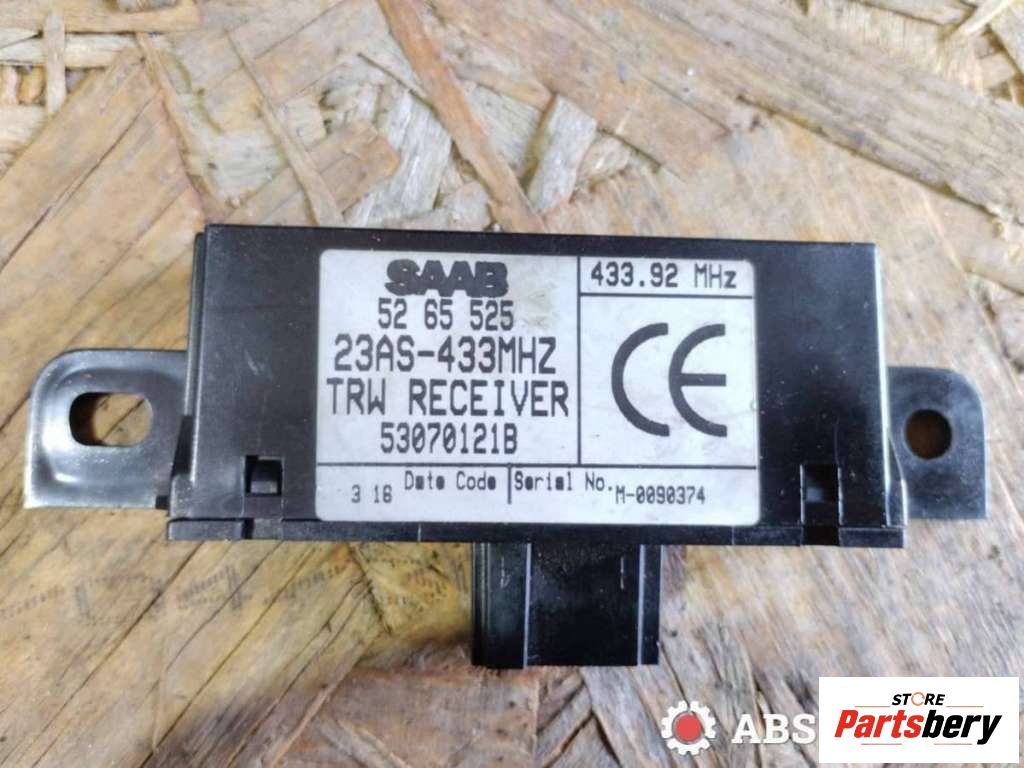 SAAB
52 65 525
23AS-433MHZ
TRW RECEIVER
53070121B
433.92 MHz
CE
3 16 Date Code
Serial No. M-0090374
ABS
STORE
Partsbery